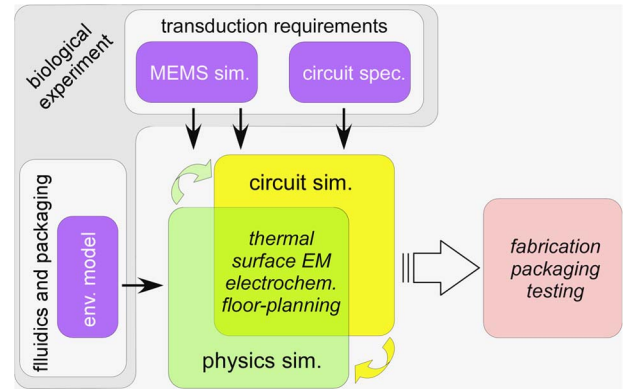 transduction requirements
biological
experiment
MEMS sim.
circuit spec.
circuit sim.
flluidics and packaging
env. model
thermal
surface EM
electrochem.
floor-planning
physics sim.
fabrication
packaging
testing